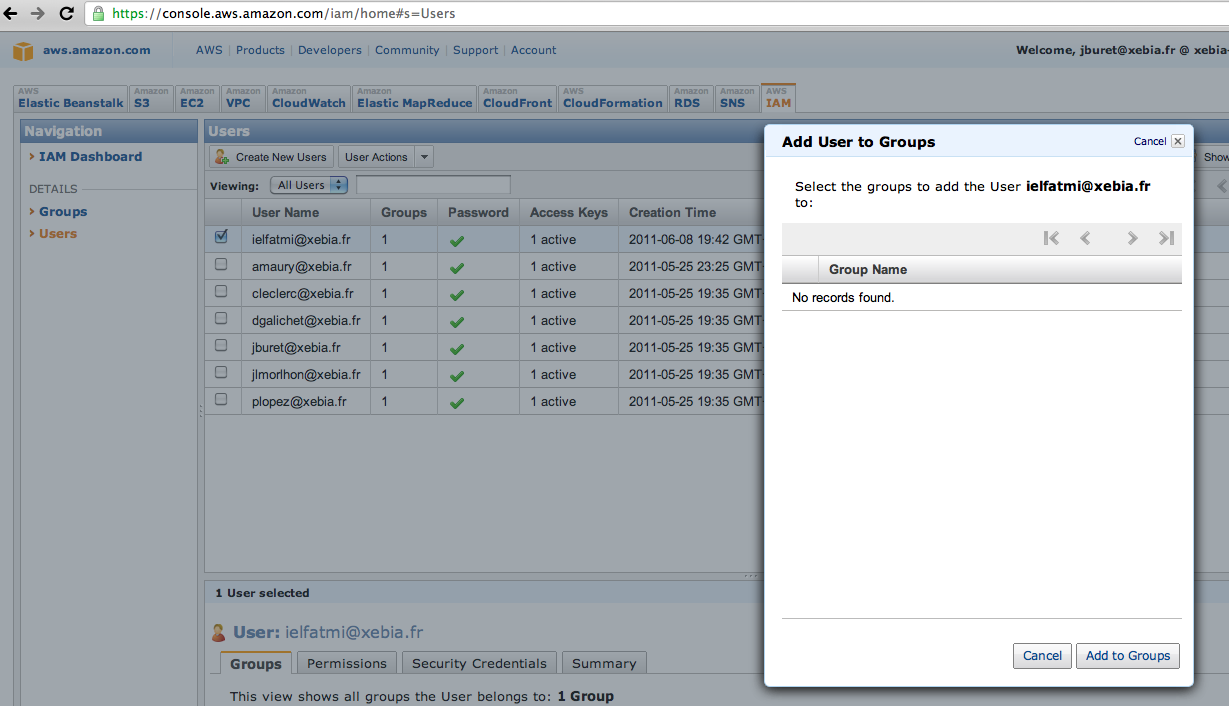 https://console.aws.amazon.com/iam/home#s=Users
aws.amazon.com AWS | Products | Developers | Community | Support | Account Welcome, jburet@xebia.fr @ xebia-
AWS Amazon Amazon Amazon Amazon Amazon Amazon AWS Amazon Amazon AWS
Elastic Beanstalk S3 EC2 VPC CloudWatch Elastic MapReduce CloudFront CloudFormation RDS SNS IAM
Navigation
IAM Dashboard
DETAILS
Groups
Users
Users
Create New Users User Actions Show
Viewing: All Users
User Name Groups Password Access Keys Creation Time
ielfatmi@xebia.fr 1 1 active 2011-06-08 19:42 GMT
amaury@xebia.fr 1 1 active 2011-05-25 23:25 GMT
cleclerc@xebia.fr 1 1 active 2011-05-25 19:35 GMT
dgalichet@xebia.fr 1 1 active 2011-05-25 19:35 GMT
jburet@xebia.fr 1 1 active 2011-05-25 19:35 GMT
jlmorlhon@xebia.fr 1 1 active 2011-05-25 19:35 GMT
plopez@xebia.fr 1 1 active 2011-05-25 19:35 GMT
1 User selected
User: ielfatmi@xebia.fr
Groups Permissions Security Credentials Summary
This view shows all groups the User belongs to: 1 Group
Add User to Groups Cancel
Select the groups to add the User ielfatmi@xebia.fr
to:
Group Name
No records found.
Cancel Add to Groups